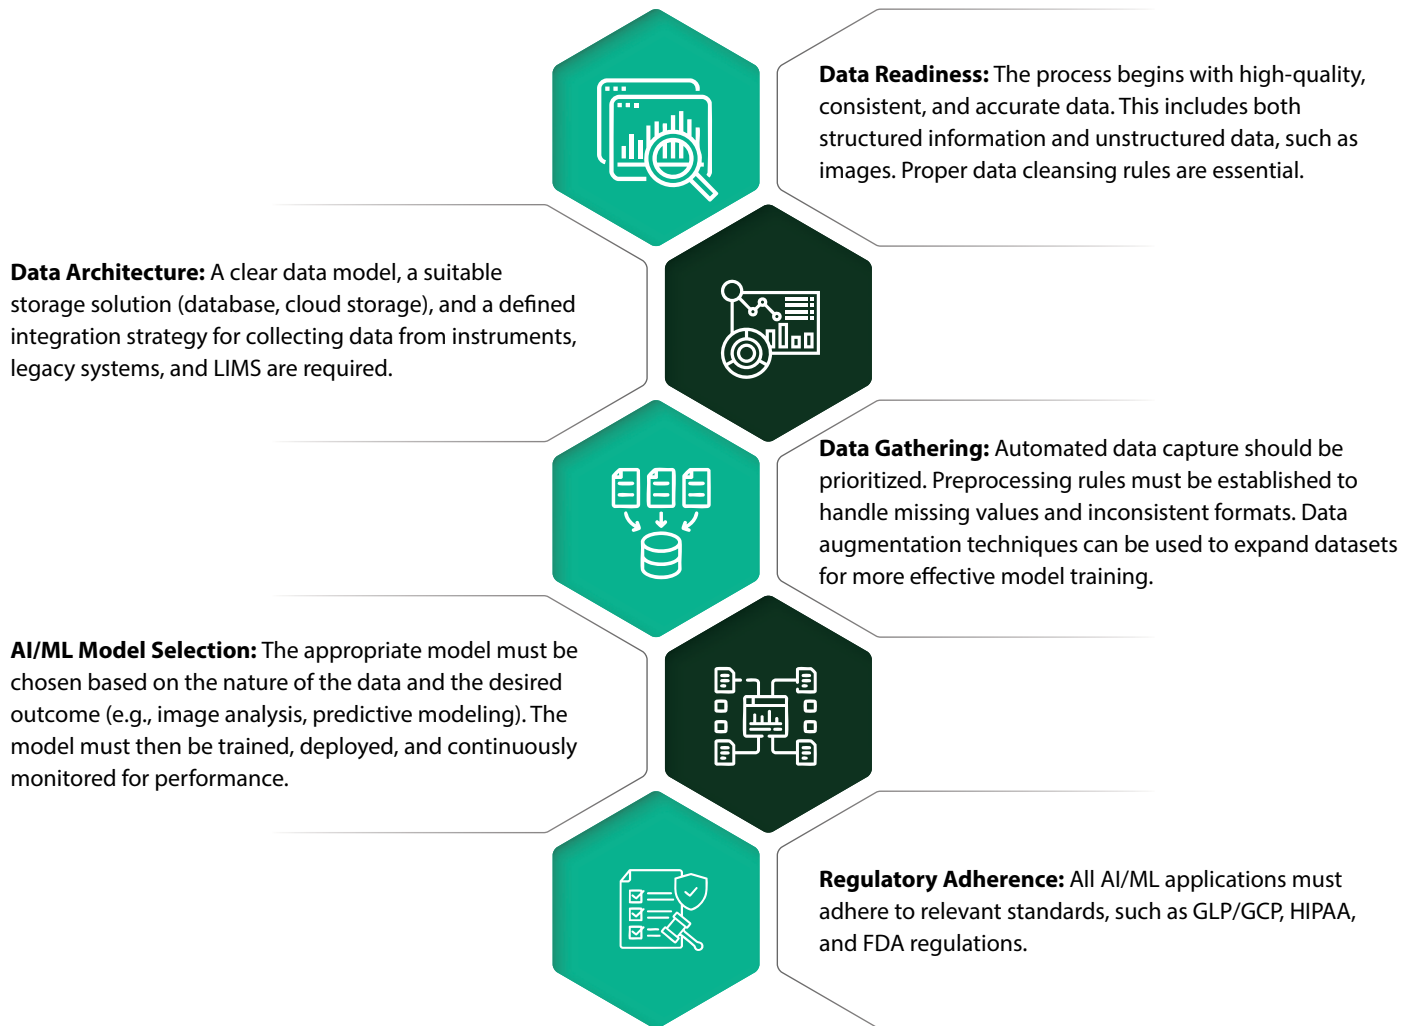 Data Readiness: The process begins with high-quality,
consistent, and accurate data. This includes both
structured information and unstructured data, such as
images. Proper data cleansing rules are essential.
Data Architecture: A clear data model, a suitable
storage solution (database, cloud storage), and a defined
integration strategy for collecting data from instruments,
legacy systems, and LIMS are required.
Data Gathering: Automated data capture should be
prioritized. Preprocessing rules must be established to
handle missing values and inconsistent formats. Data
augmentation techniques can be used to expand datasets
for more effective model training.
AI/ML Model Selection: The appropriate model must be
chosen based on the nature of the data and the desired
outcome (e.g., image analysis, predictive modeling). The
model must then be trained, deployed, and continuously
monitored for performance.
Regulatory Adherence: All AI/ML applications must
adhere to relevant standards, such as GLP/GCP, HIPAA,
and FDA regulations.